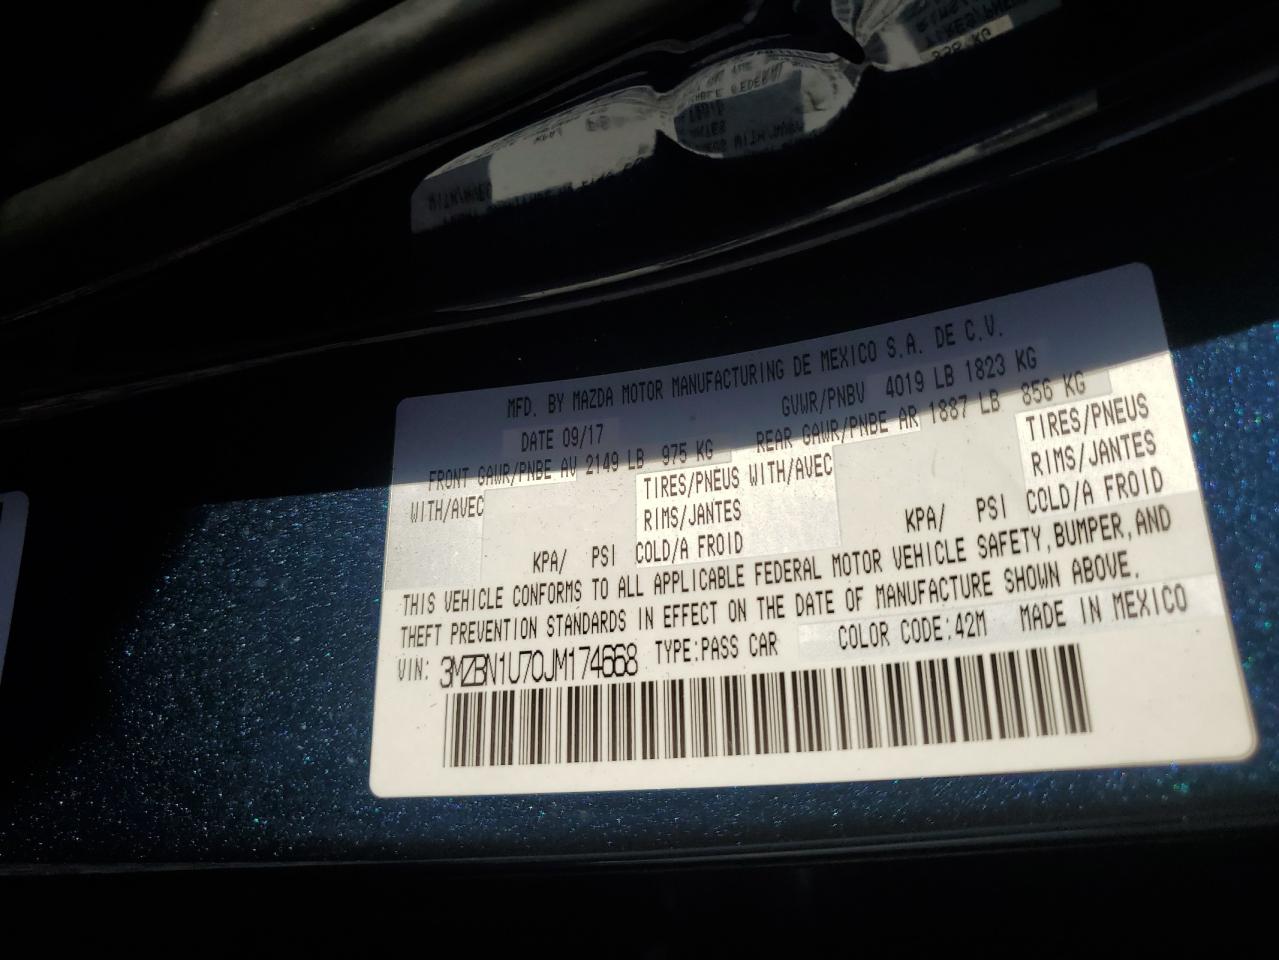 MFD. BY MAZDA MOTOR MANUFACTURING DE MEXICO S.A. DE C.V.
DATE 09/17 GVWR/PNBV 4019 LB 1823 KG
FRONT GAWR/PNBE AV 2149 LB 975 KG REAR GAWR/PNBE AR 1887 LB 856 KG
WITH/AVEC TIRES/PNEUS WITH/AVEC TIRES/PNEUS
RIMS/JANTES RIMS/JANTES
KPA/ PSI COLD/A FROID KPA/ PSI COLD/A FROID
THIS VEHICLE CONFORMS TO ALL APPLICABLE FEDERAL MOTOR VEHICLE SAFETY, BUMPER, AND
THEFT PREVENTION STANDARDS IN EFFECT ON THE DATE OF MANUFACTURE SHOWN ABOVE.
VIN: 3MZBN1U70JM174668 TYPE:PASS CAR COLOR CODE:42M MADE IN MEXICO